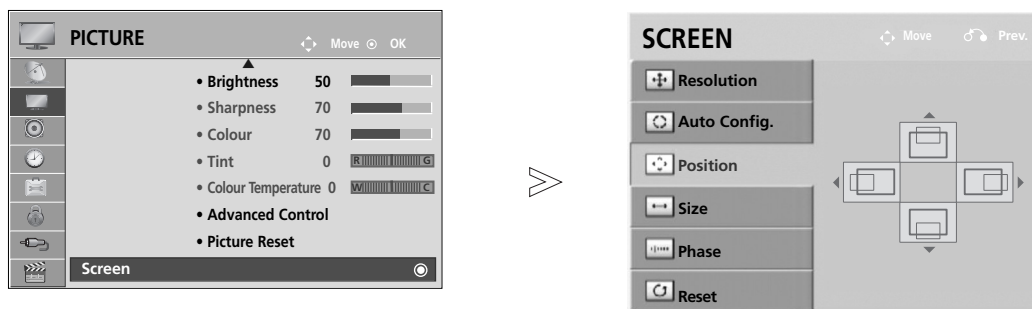 PICTURE
Move OK
• Brightness 50
• Sharpness 70
• Colour 70
• Tint 0 R G
• Colour Temperature 0 W C
• Advanced Control
• Picture Reset
Screen
SCREEN
Move Prev.
Resolution
Auto Config.
Position
Size
Phase
Reset